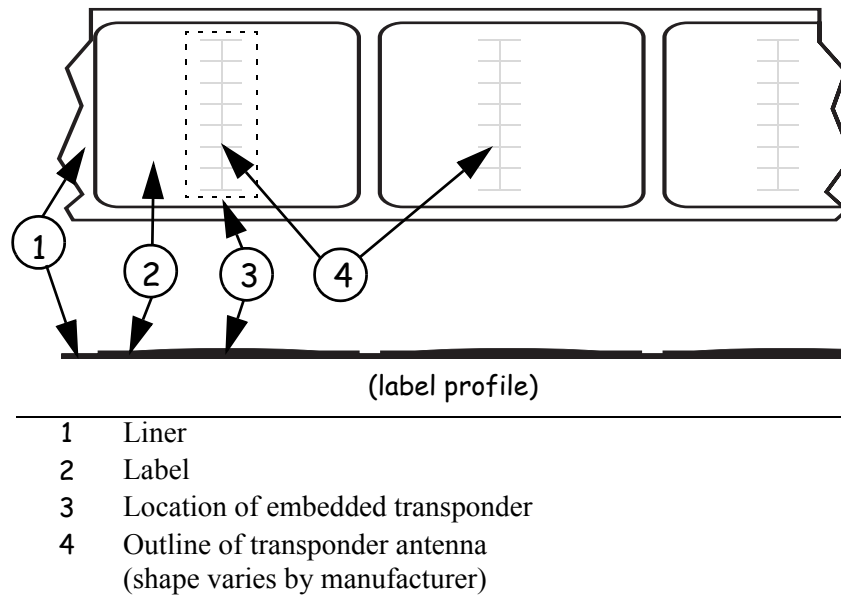 1
2
3
4
(label profile)
1 Liner
2 Label
3 Location of embedded transponder
4 Outline of transponder antenna
(shape varies by manufacturer)